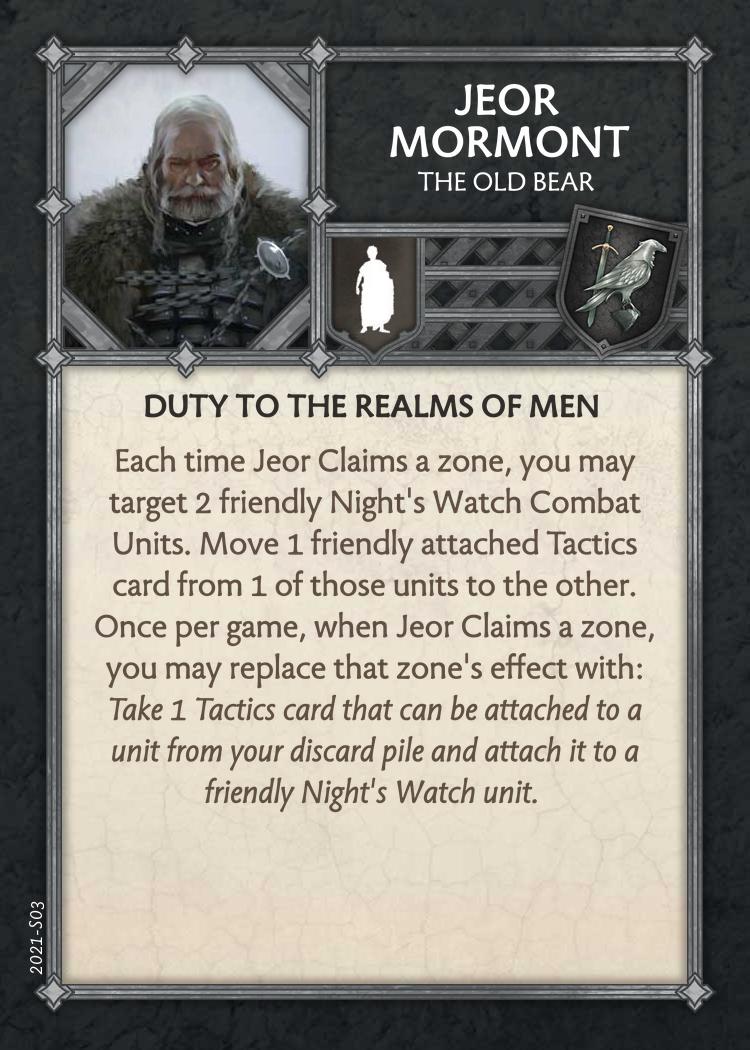 JEOR
MORMONT
THE OLD BEAR
DUTY TO THE REALMS OF MEN
Each time Jeor Claims a zone, you may
target 2 friendly Night's Watch Combat
Units. Move 1 friendly attached Tactics
card from 1 of those units to the other.
Once per game, when Jeor Claims a zone,
you may replace that zone's effect with:
Take 1 Tactics card that can be attached to a
unit from your discard pile and attach it to a
friendly Night's Watch unit.
2021-S03